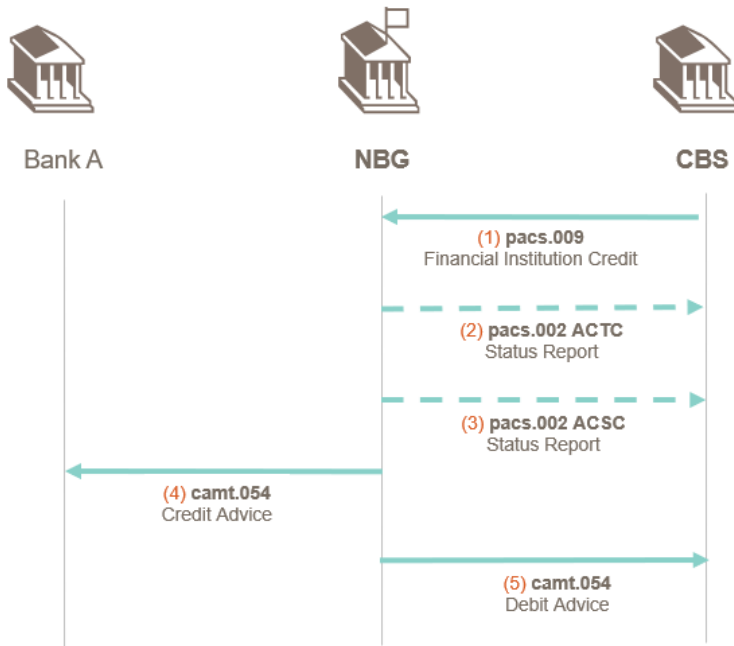 Bank A
NBG
CBS
(1) pacs.009
Financial Institution Credit
(2) pacs.002 ACTC
Status Report
(3) pacs.002 ACSC
Status Report
(4) camt.054
Credit Advice
(5) camt.054
Debit Advice